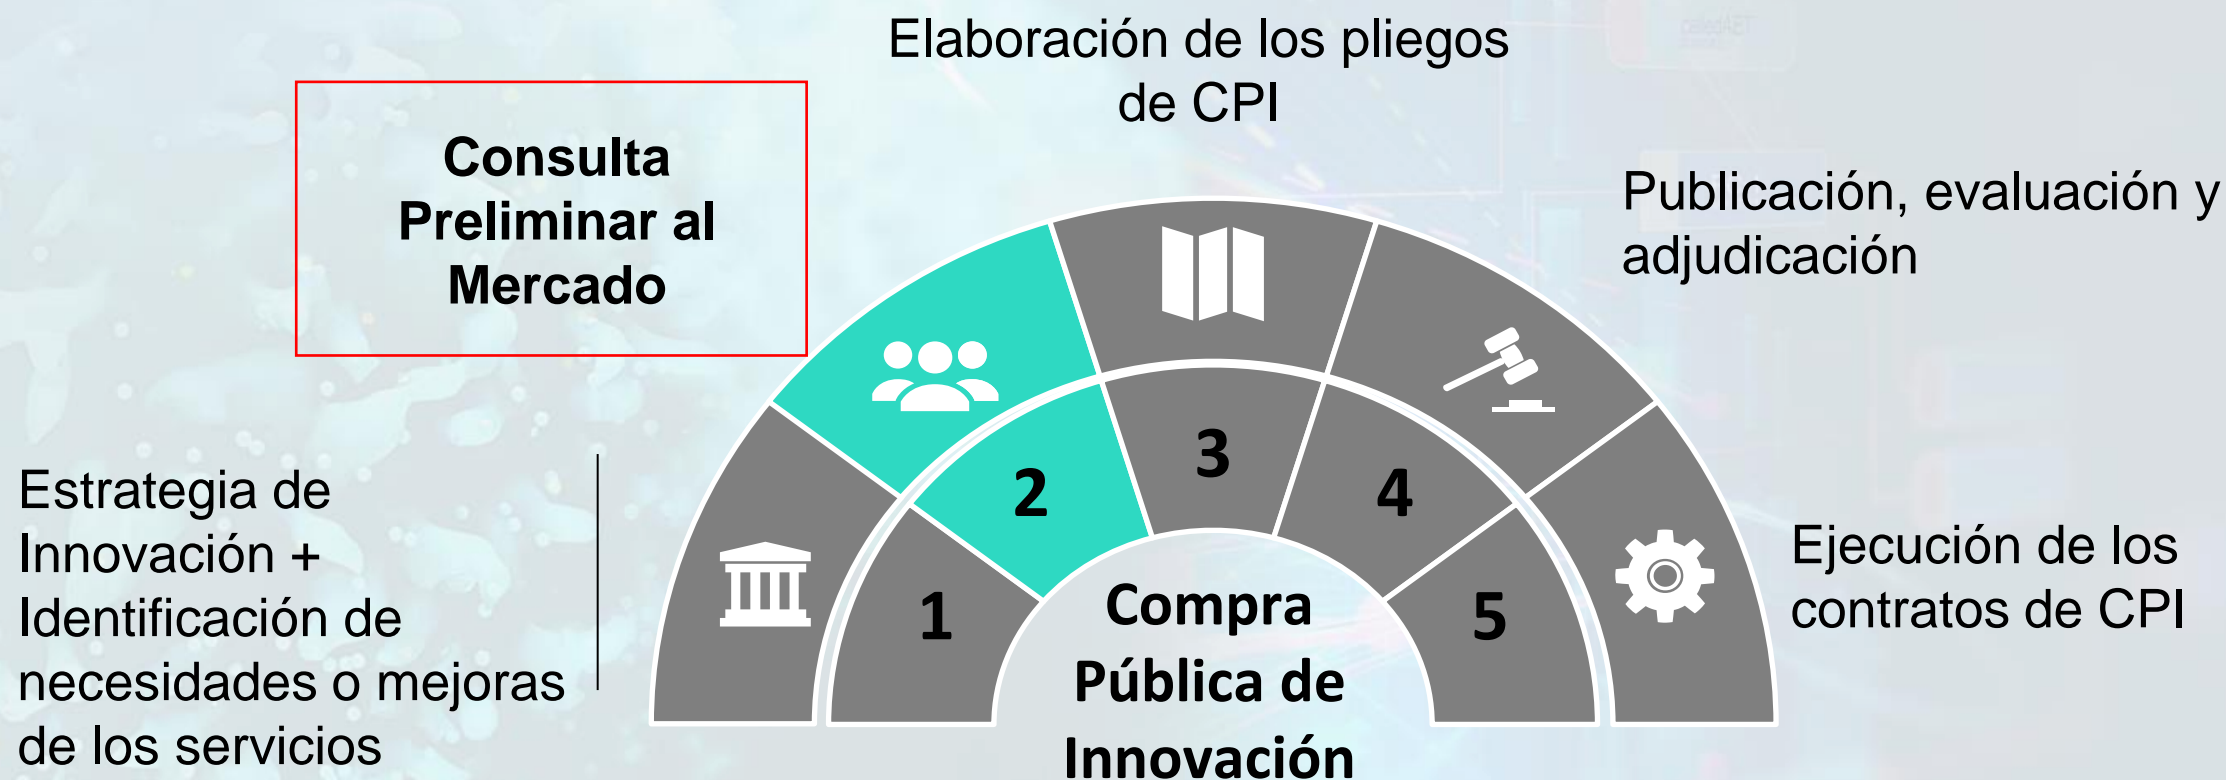 Elaboración de los pliegos
de CPI
Consulta
Preliminar al
Mercado
Publicación, evaluación y
adjudicación
Estrategia de
Innovación +
Identificación de
necesidades o mejoras
de los servicios
1
2
3
4
5
Compra
Pública de
Innovación
Ejecución de los
contratos de CPI